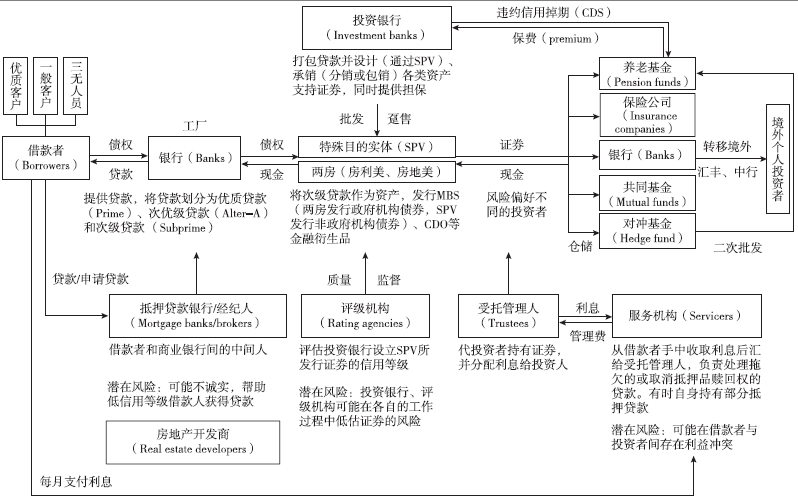 投资银行
(Investment banks)
违约信用掉期(CDS)
保费(premium)
打包贷款并设计(通过SPV)、
承销(分销或包销)各类资产
支持证券，同时提供担保
优质客户
一般客户
三无人员
养老基金
(Pension funds)
保险公司
(Insurance
companies)
批发
趸售
工厂
借款者
(Borrowers)
债权
贷款
银行(Banks)
债权
现金
特殊目的实体(SPV)
两房(房利美、房地美)
证券
现金
银行(Banks)
转移境外
汇丰、中行
境外个人投资者
共同基金
(Mutual funds)
对冲基金
(Hedge fund)
仓储
二次批发
提供贷款，将贷款划分为优质贷款
(Prime)、次优级贷款(Alter-A)
和次级贷款(Subprime)
将次级贷款作为资产，发行MBS
(两房发行政府机构债券，SPV
发行非政府机构债券)、CDO等
金融衍生品
风险偏好
不同的投资者
贷款/申请贷款
质量
监督
抵押贷款银行/经纪人
(Mortgage banks/brokers)
评级机构
(Rating agencies)
受托管理人
(Trustees)
利息
管理费
服务机构(Servicers)
借款者和商业银行间的中间人
潜在风险：可能不诚实，帮助
低信用等级借款人获得贷款
评估投资银行设立SPV所
发行证券的信用等级
潜在风险：投资银行、评
级机构可能在各自的工作
过程中低估证券的风险
代投资者持有证券，
并分配利息给投资人
从借款者手中收取利息后汇
给受托管理人，负责处理拖
欠的或取消抵押品赎回权的
贷款。有时自身持有部分抵
押贷款
潜在风险：可能在借款者与
投资者间存在利益冲突
房地产开发商
(Real estate developers)
每月支付利息